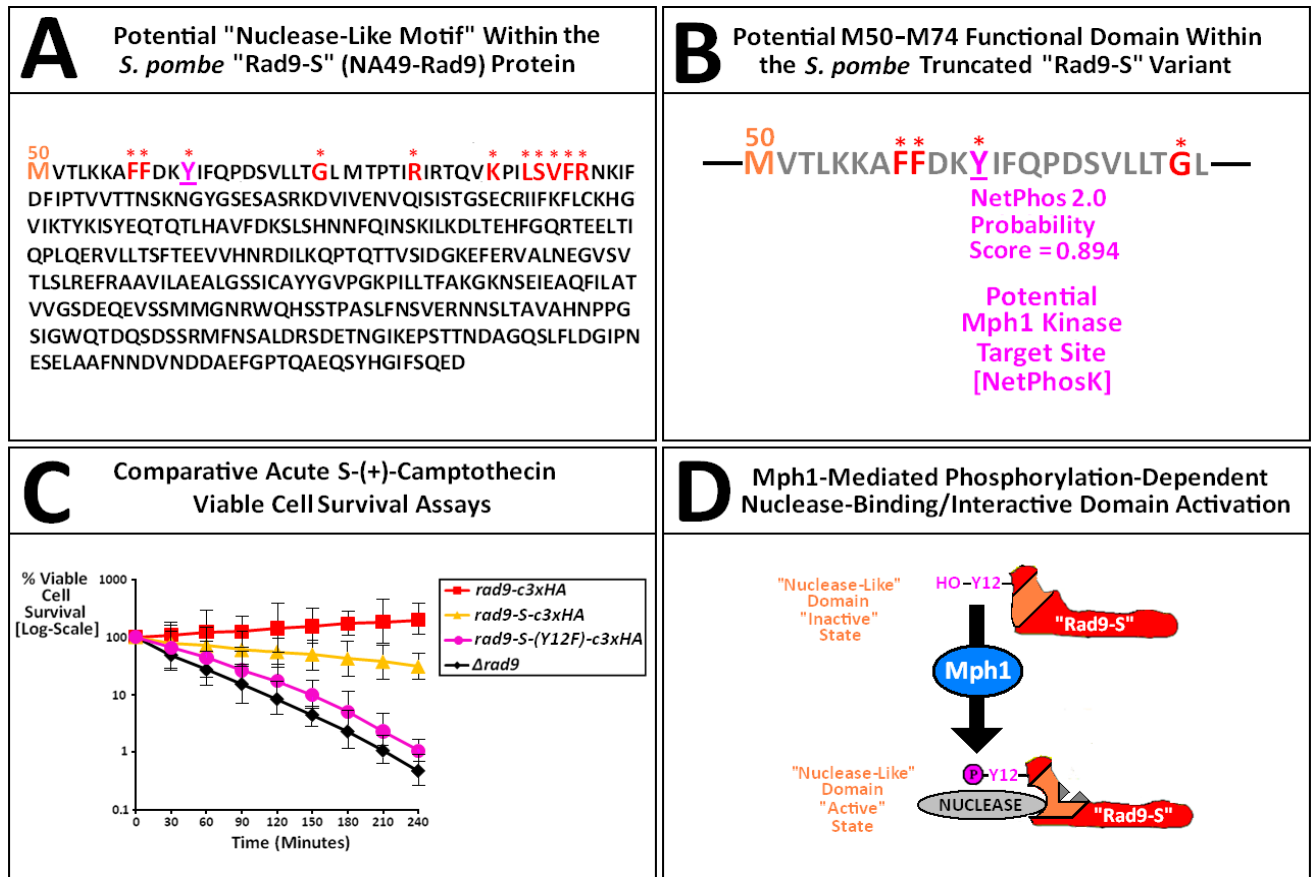 A
Potential "Nuclease-Like Motif" Within the
S. pombe "Rad9-S" (NA49-Rad9) Protein
50
** * * * * *****
MVTLKKAFFDKYIFQPDSVLLTGL MTPTIRIRTQVKPILSVFRNKIF
DFIPTVVTTNSKNGYGSESASRKDVIVENVQISISTGSECRIIFKFLCKHG
VIKTYKISYEQTQTLHAVFDKSLSHNNFQINSKILKDLTEHFGQRTEELTI
QPLQERVLLTSFTEEVVHNRDILKQPTQTTVSIDGKEFERVALNEGVSV
TLSLREFRAAVILAEALGSSICAYYGVPGKPILLTFAKGKNSEIEAQFILAT
VVGSDEQEVSSMMGNRWQHSSTPASLFNSVERNNSLTAVAHNPPG
SIGWQTDQSDSSRMFNSALDRSDETNGIKEPSTTNDAGQSLFLDGIPN
ESELAAFNNDVNDDAEFGPTQAEQSYHGIFSQED
B
Potential M50–M74 Functional Domain Within
the S. pombe Truncated "Rad9-S" Variant
50
** * *
MVTLKKAFFDKYIFQPDSVLLTGL
NetPhos 2.0
Probability
Score = 0.894
Potential
Mph1 Kinase
Target Site
[NetPhosK]
C
Comparative Acute S-(+)-Camptothecin
Viable Cell Survival Assays
% Viable
Cell
Survival
[Log-Scale]
1000
100
10
1
0.1
0 30 60 90 120 150 180 210 240
Time (Minutes)
rad9-c3xHA
rad9-S-c3xHA
rad9-S-(Y12F)-c3xHA
Δrad9
D
Mph1-Mediated Phosphorylation-Dependent
Nuclease-Binding/Interactive Domain Activation
"Nuclease-Like"
Domain
"Inactive"
State
HO-Y12
"Rad9-S"
Mph1
"Nuclease-Like"
Domain
"Active"
State
P-Y12
NUCLEASE
"Rad9-S"